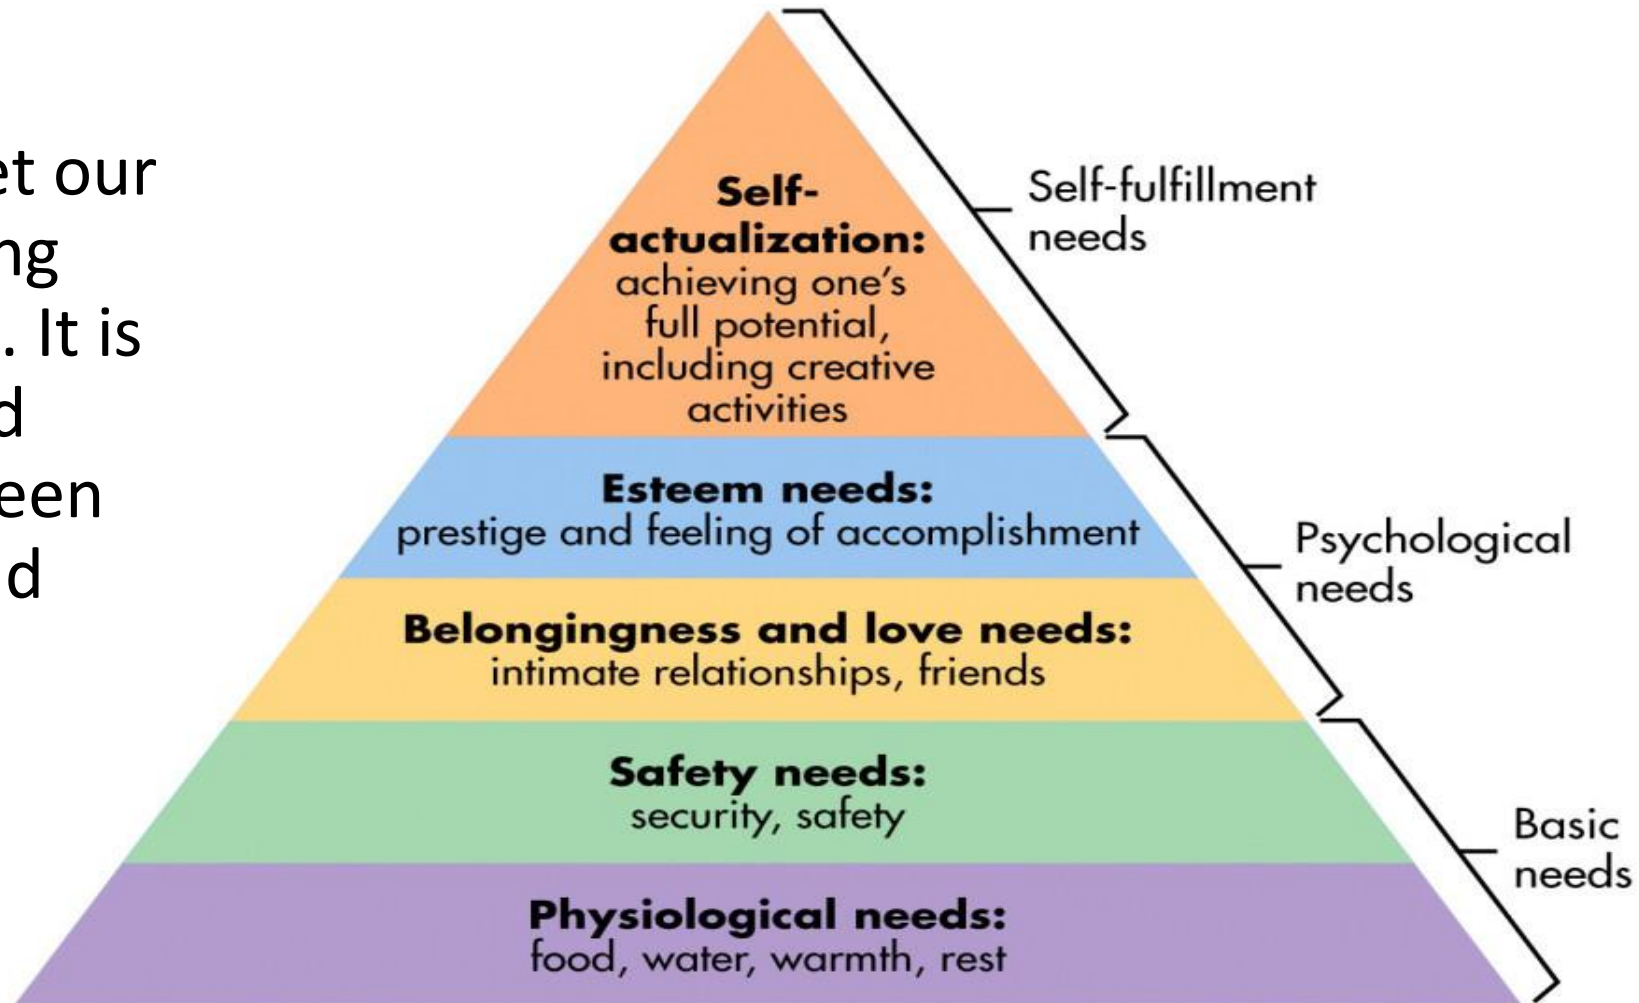 et our
ng
. It is
d
een
d
Self-
actualization:
achieving one's
full potential,
including creative
activities
Esteem needs:
prestige and feeling of accomplishment
Belongingness and love needs:
intimate relationships, friends
Safety needs:
security, safety
Physiological needs:
food, water, warmth, rest
Self-fulfillment
needs
Psychological
needs
Basic
needs